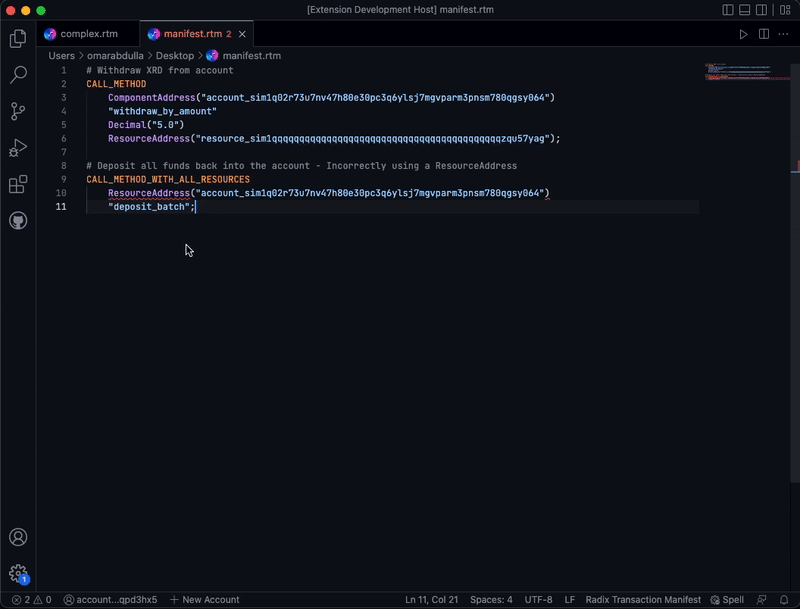 [Extension Development Host] manifest.rtm
complex.rtm
manifest.rtm 2
Users > omarabdulla > Desktop > manifest.rtm
1 # Withdraw XRD from account
2 CALL_METHOD
3 ComponentAddress("account_sim1q02r73u7nv47h80e30pc3q6ylsj7mgvparm3pnsm780qgsy064")
4 "withdraw_by_amount"
5 Decimal("5.0")
6 ResourceAddress("resource_sim1qqqqqqqqqqqqqqqqqqqqqqqqqqqqqqqqqqqqqqqqqqzqu57yag");
7
8 # Deposit all funds back into the account - Incorrectly using a ResourceAddress
9 CALL_METHOD_WITH_ALL_RESOURCES
10 ResourceAddress("account_sim1q02r73u7nv47h80e30pc3q6ylsj7mgvparm3pnsm780qgsy064")
11 "deposit_batch";
1
2 0 account...qpd3hx5 + New Account Ln 11, Col 21 Spaces: 4 UTF-8 LF Radix Transaction Manifest Spell